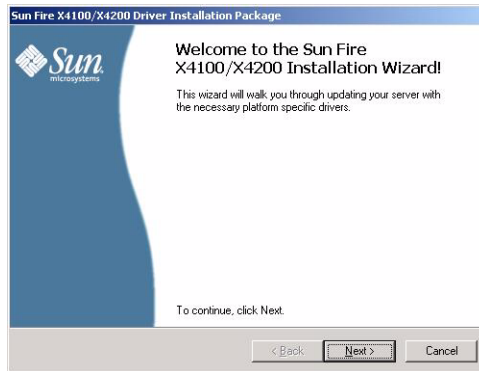 Sun Fire X4100/X4200 Driver Installation Package
Sun
microsystems
Welcome to the Sun Fire
X4100/X4200 Installation Wizard!
This wizard will walk you through updating your server with
the necessary platform specific drivers.
To continue, click Next.
< Back
Next >
Cancel